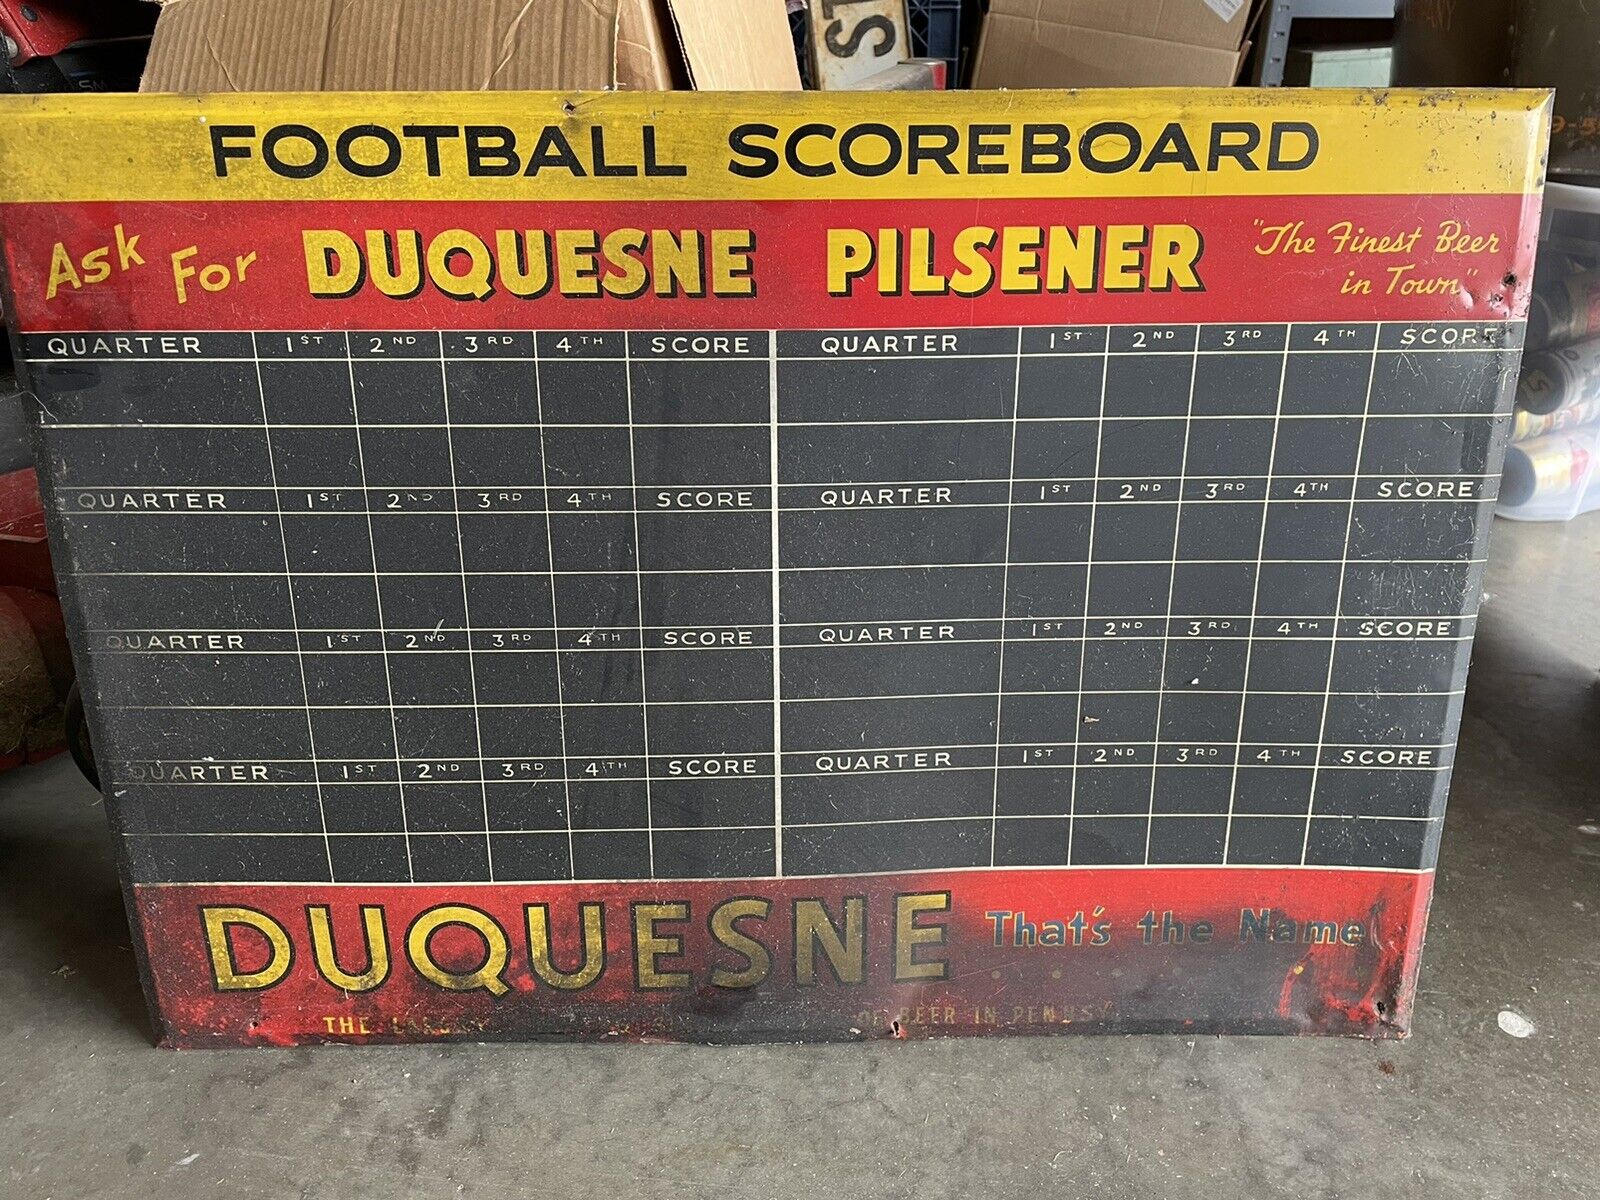 FOOTBALL SCOREBOARD
Ask For DUQUESNE PILSENER "The Finest Beer in Town"
QUARTER 1ST 2ND 3RD 4TH SCORE QUARTER 1ST 2ND 3RD 4TH SCORE
QUARTER 1ST 2ND 3RD 4TH SCORE QUARTER 1ST 2ND 3RD 4TH SCORE
QUARTER 1ST 2ND 3RD 4TH SCORE QUARTER 1ST 2ND 3RD 4TH SCORE
QUARTER 1ST 2ND 3RD 4TH SCORE QUARTER 1ST 2ND 3RD 4TH SCORE
DUQUESNE That's the Name
THE OF BEER IN PENNSY